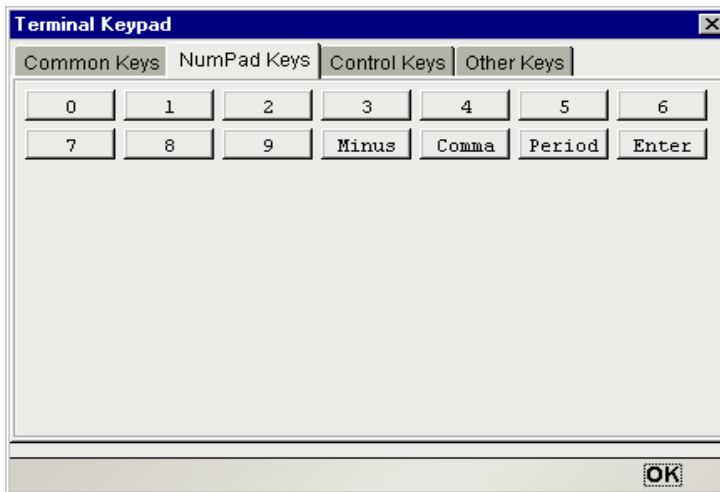 Terminal Keypad
Common Keys NumPad Keys Control Keys Other Keys
0 1 2 3 4 5 6
7 8 9 Minus Comma Period Enter
OK